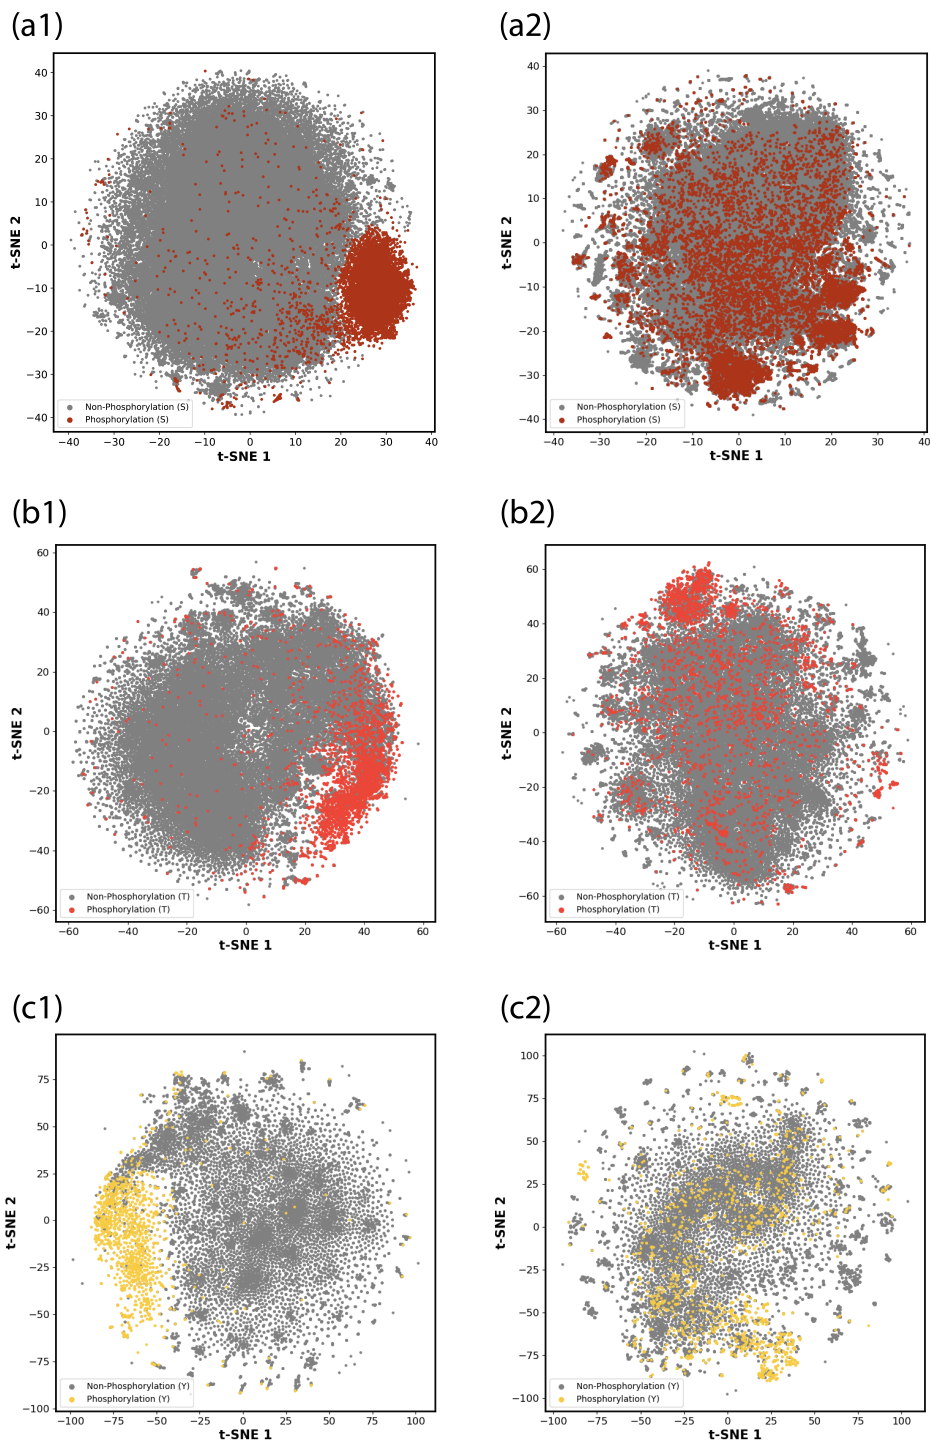 (a1)
40
30
20
10
0
−10
−20
−30
−40
t-SNE 2
Non-Phosphorylation (S)
Phosphorylation (S)
−40 −30 −20 −10 0 10 20 30 40
t-SNE 1
(a2)
40
30
20
10
0
−10
−20
−30
−40
t-SNE 2
Non-Phosphorylation (S)
Phosphorylation (S)
−40 −30 −20 −10 0 10 20 30 40
t-SNE 1
(b1)
60
40
20
0
−20
−40
−60
t-SNE 2
Non-Phosphorylation (T)
Phosphorylation (T)
−60 −40 −20 0 20 40 60
t-SNE 1
(b2)
60
40
20
0
−20
−40
−60
t-SNE 2
Non-Phosphorylation (T)
Phosphorylation (T)
−60 −40 −20 0 20 40 60
t-SNE 1
(c1)
75
50
25
0
−25
−50
−75
−100
t-SNE 2
Non-Phosphorylation (Y)
Phosphorylation (Y)
−100 −75 −50 −25 0 25 50 75 100
t-SNE 1
(c2)
100
75
50
25
0
−25
−50
−75
−100
t-SNE 2
Non-Phosphorylation (Y)
Phosphorylation (Y)
−100 −75 −50 −25 0 25 50 75 100
t-SNE 1